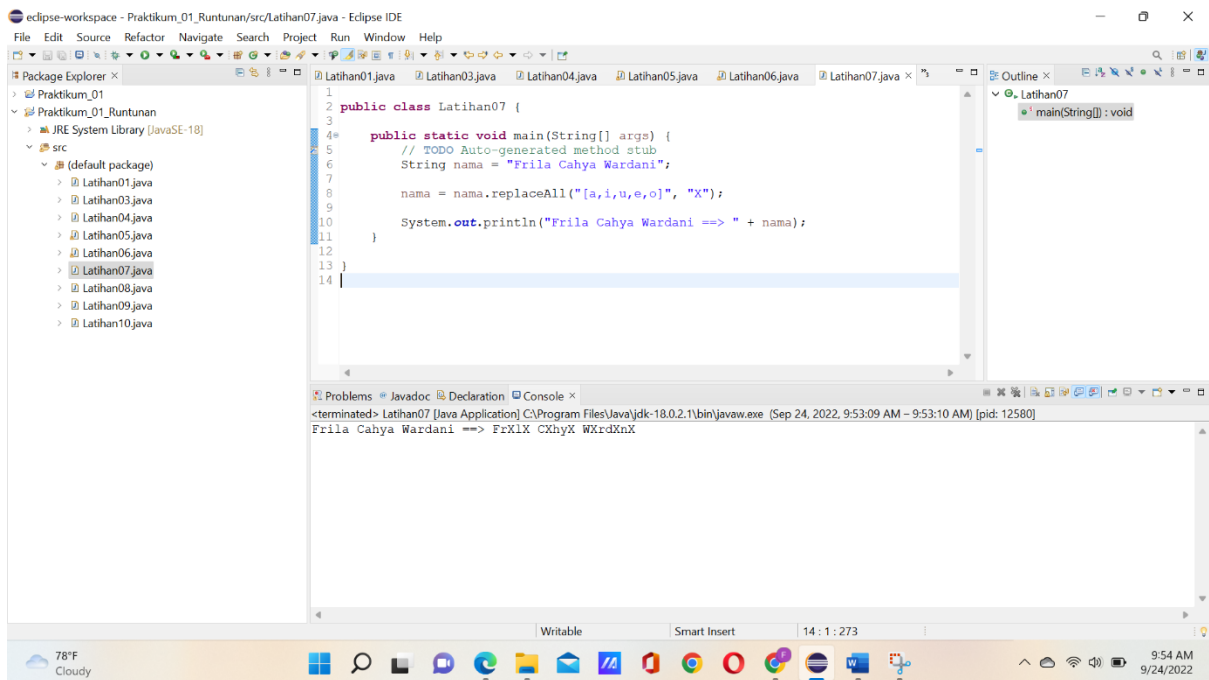 eclipse-workspace - Praktikum_01_Runtunan/src/Latihan07.java - Eclipse IDE
File Edit Source Refactor Navigate Search Project Run Window Help
Package Explorer ×
Praktikum_01
Praktikum_01_Runtunan
JRE System Library [JavaSE-18]
src
(default package)
Latihan01.java
Latihan03.java
Latihan04.java
Latihan05.java
Latihan06.java
Latihan07.java
Latihan08.java
Latihan09.java
Latihan10.java
Latihan01.java Latihan03.java Latihan04.java Latihan05.java Latihan06.java Latihan07.java × »3
1
2 public class Latihan07 {
3
4 public static void main(String[] args) {
5 // TODO Auto-generated method stub
6 String nama = "Frila Cahya Wardani";
7
8 nama = nama.replaceAll("[a,i,u,e,o]", "X");
9
10 System.out.println("Frila Cahya Wardani ==> " + nama);
11 }
12
13 }
14
Outline ×
Latihan07
main(String[]) : void
Problems Javadoc Declaration Console ×
<terminated> Latihan07 [Java Application] C:\Program Files\Java\jdk-18.0.2.1\bin\javaw.exe (Sep 24, 2022, 9:53:09 AM – 9:53:10 AM) [pid: 12580]
Frila Cahya Wardani ==> FrXlX CXhyX WXrdXnX
Writable Smart Insert 14 : 1 : 273
78°F
Cloudy
9:54 AM
9/24/2022